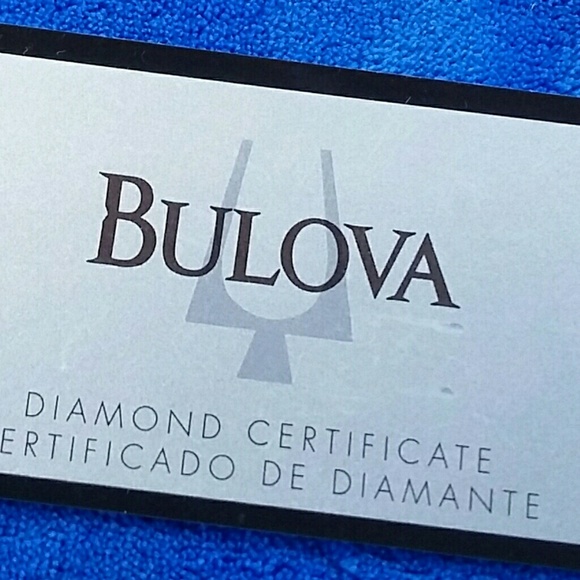 BULOVA
DIAMOND CERTIFICATE
ERTIFICADO DE DIAMANTE